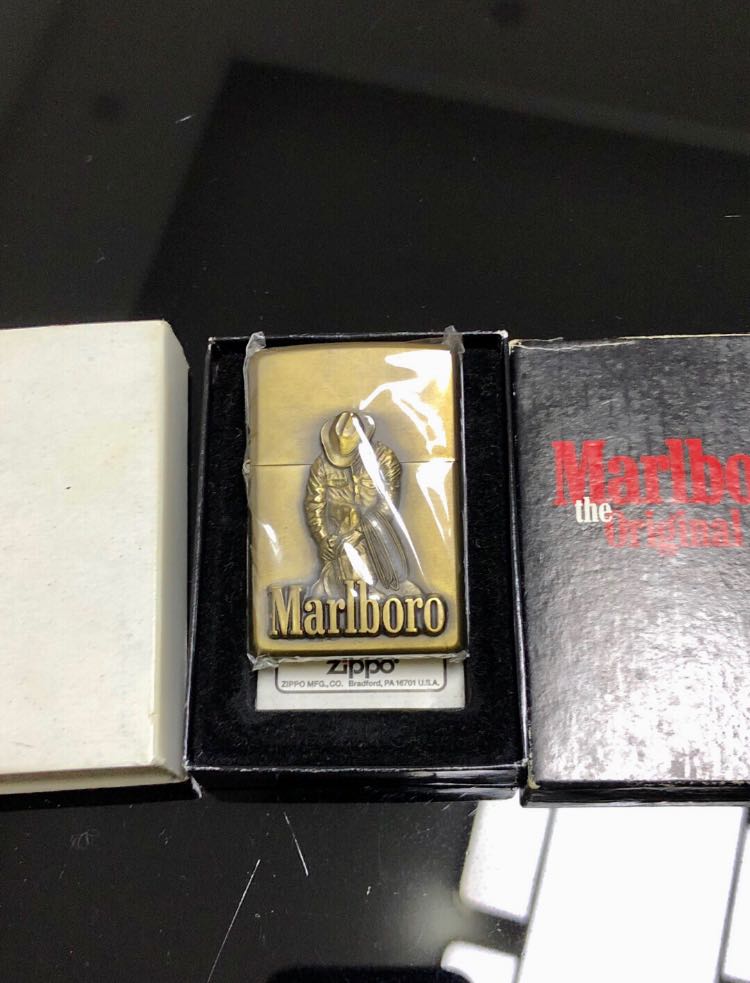 Marlboro
zippo
ZIPPO MFG., CO. Bradford, PA 16701 U.S.A.
Marlbo
the Original